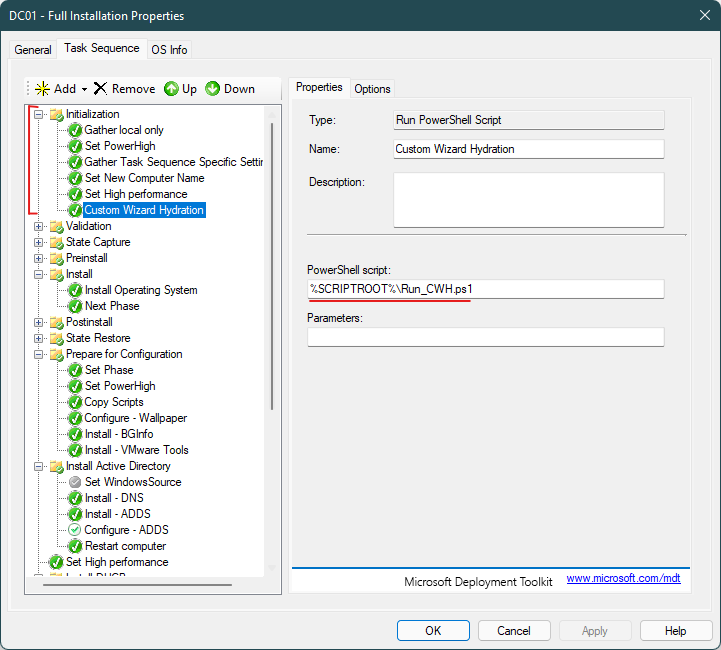 DC01 - Full Installation Properties
General Task Sequence OS Info
Add Remove Up Down
Initialization
Gather local only
Set PowerHigh
Gather Task Sequence Specific Settin
Set New Computer Name
Set High performance
Custom Wizard Hydration
Validation
State Capture
Preinstall
Install
Install Operating System
Next Phase
Postinstall
State Restore
Prepare for Configuration
Set Phase
Set PowerHigh
Copy Scripts
Configure - Wallpaper
Install - BGInfo
Install - VMware Tools
Install Active Directory
Set WindowsSource
Install - DNS
Install - ADDS
Configure - ADDS
Restart computer
Set High performance
Properties Options
Type: Run PowerShell Script
Name: Custom Wizard Hydration
Description:
PowerShell script:
%SCRIPTROOT%\Run_CWH.ps1
Parameters:
Microsoft Deployment Toolkit www.microsoft.com/mdt
OK Cancel Apply Help